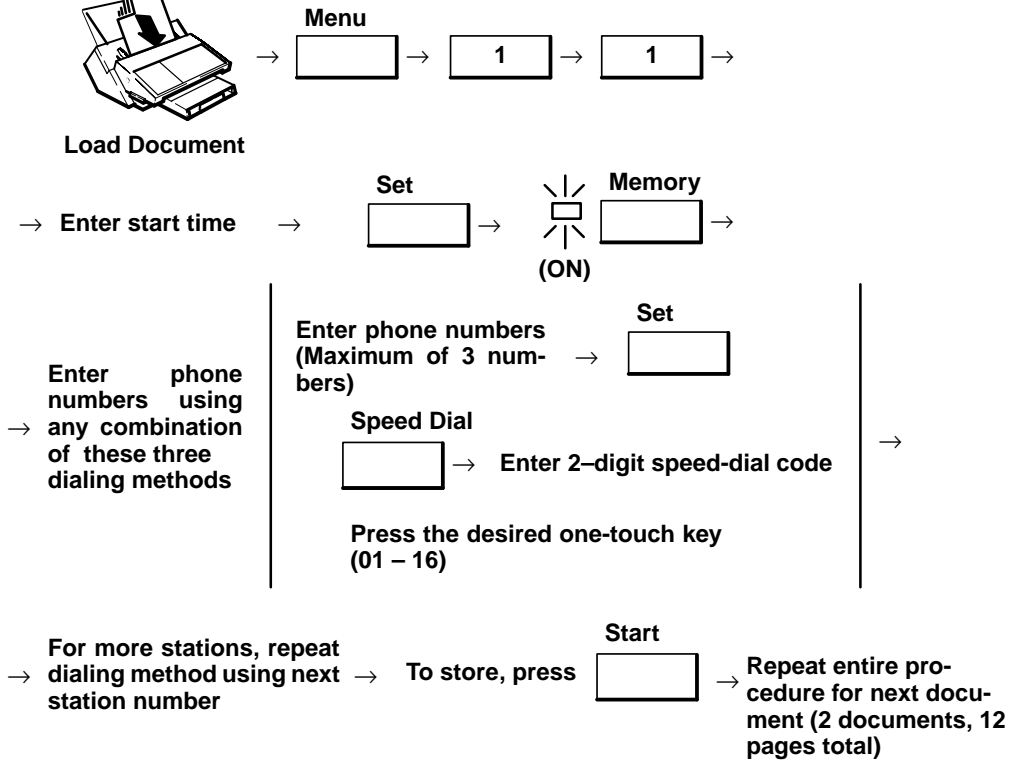 Menu
→ → 1 → 1 →
Load Document
Set
Memory
→ Enter start time → → →
(ON)
Enter phone
numbers using
→ any combination
of these three
dialing methods
Enter phone numbers
(Maximum of 3 num- →
bers)
Set
Speed Dial
→ Enter 2–digit speed-dial code
→
Press the desired one-touch key
(01 – 16)
For more stations, repeat
→ dialing method using next →
station number
To store, press
Start
→ Repeat entire pro-
cedure for next docu-
ment (2 documents, 12
pages total)